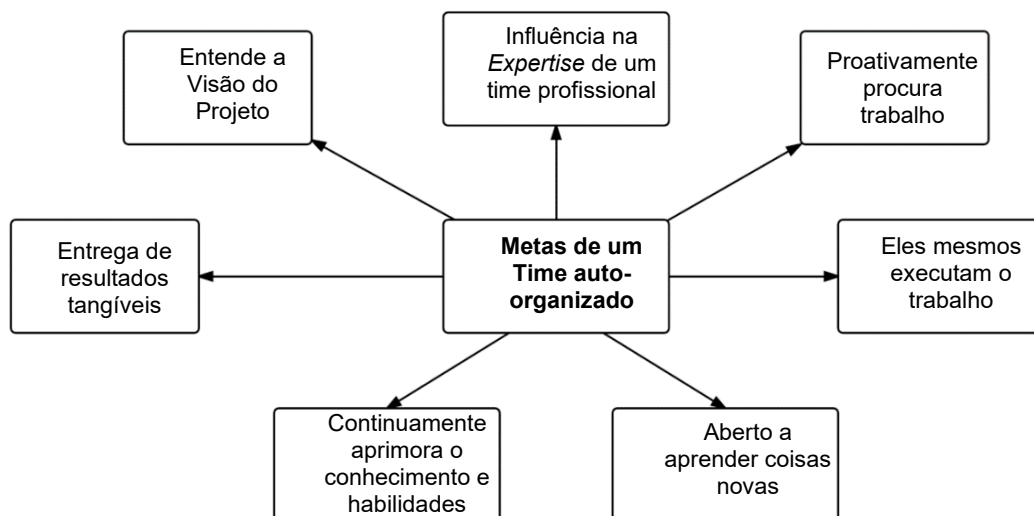 Influência na
Expertise de um
time profissional
Entende a
Visão do
Projeto
Proativamente
procura
trabalho
Metas de um
Time auto-
organizado
Entrega de
resultados
tangíveis
Eles mesmos
executam o
trabalho
Continuamente
aprimora o
conhecimento e
habilidades
Aberto a
aprender coisas
novas